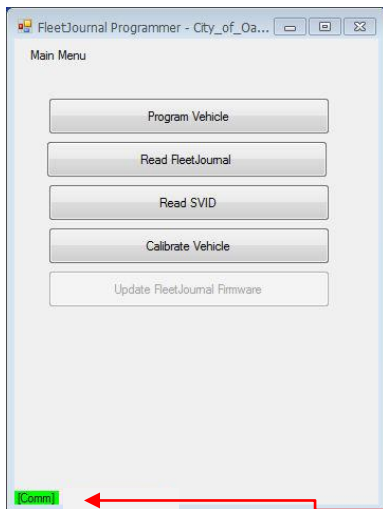 FleetJournal Programmer - City_of_Oa...
Main Menu
Program Vehicle
Read FleetJournal
Read SVID
Calibrate Vehicle
Update FleetJournal Firmware
[Comm]